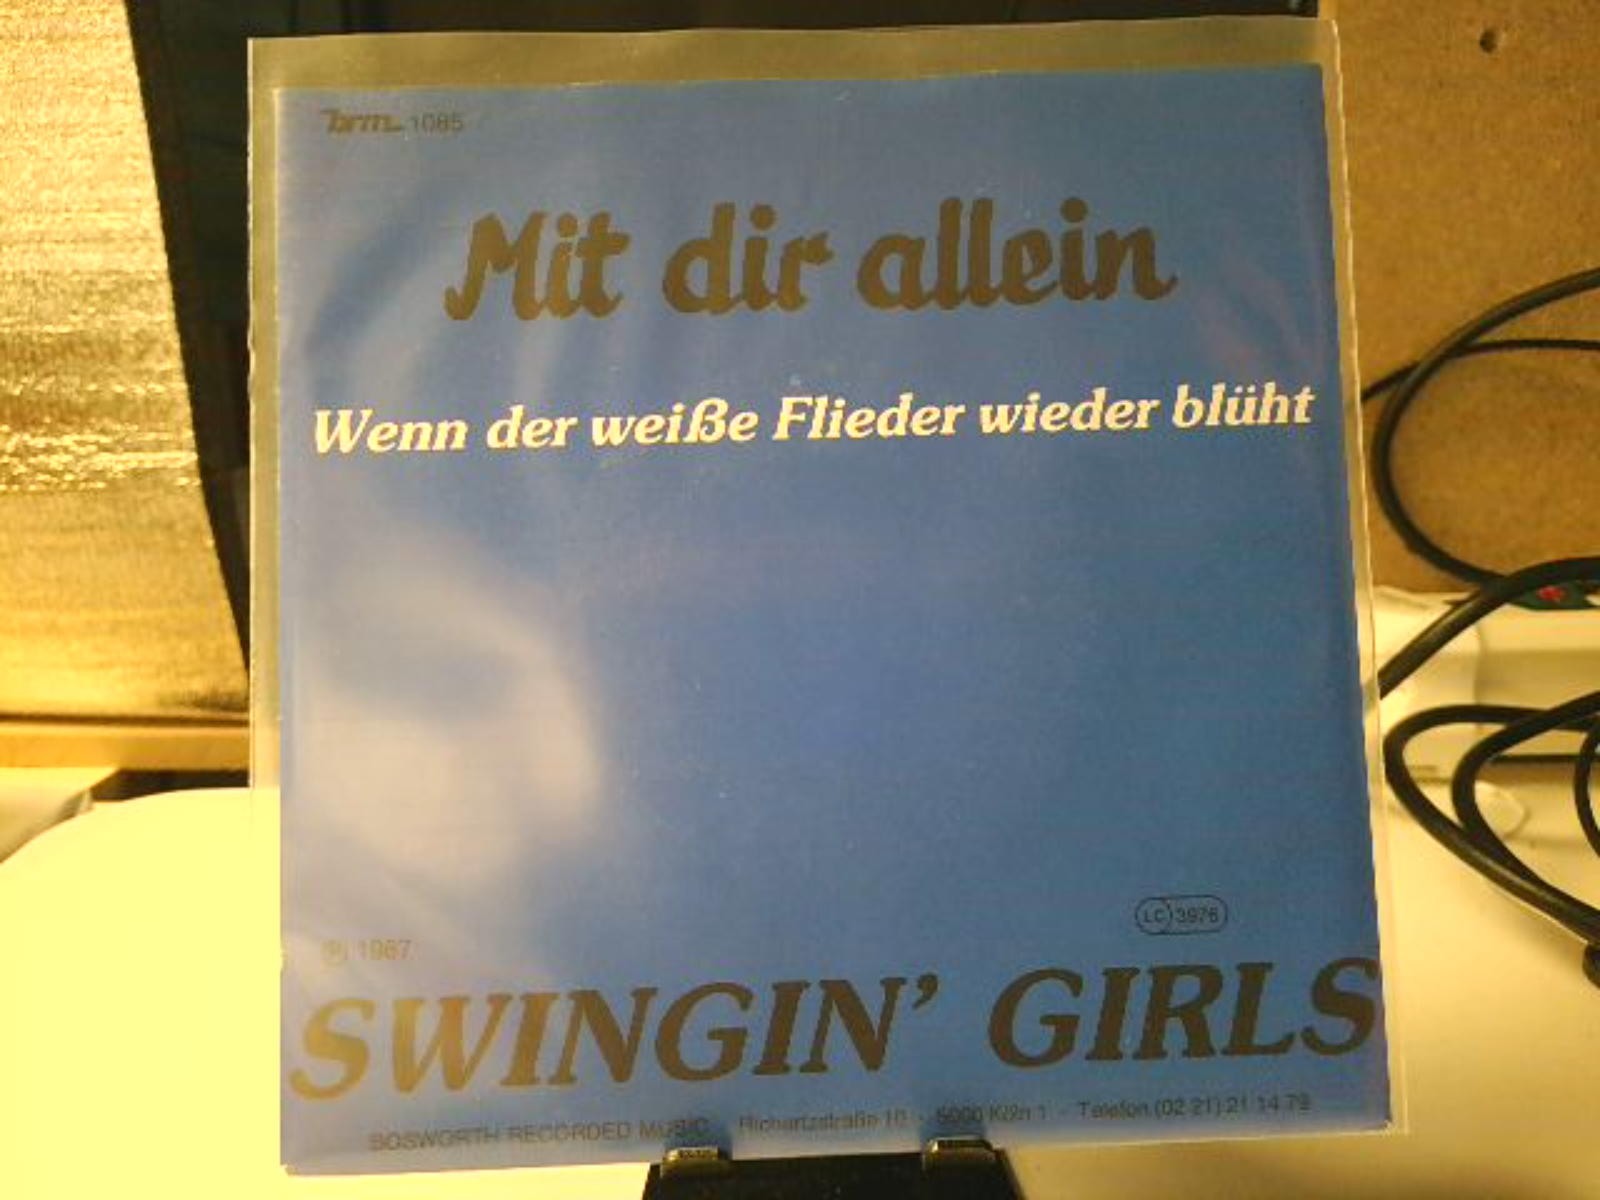 brm 1085
Mit dir allein
Wenn der weiße Flieder wieder blüht
LC 3976
℗ 1987
SWINGIN' GIRLS
BOSWORTH RECORDED MUSIC · Richartzstraße 10 · 5000 Köln 1 - Telefon (02 21) 21 14 79